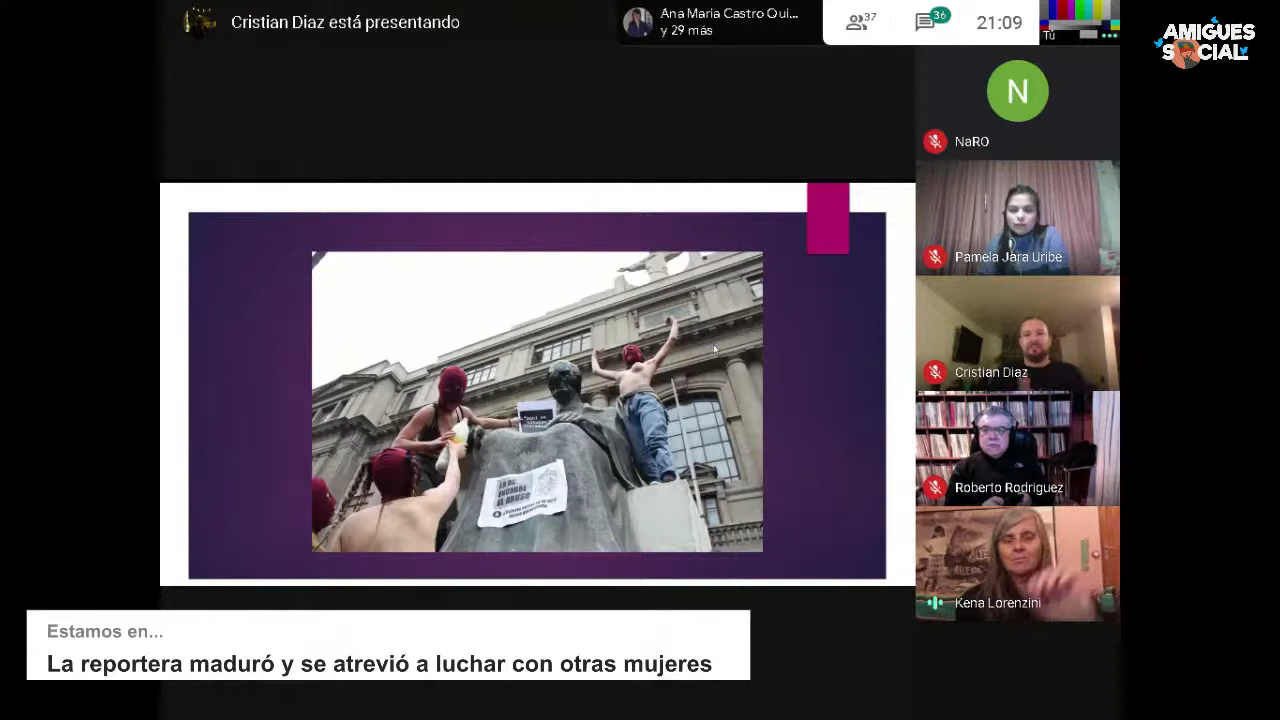 Cristian Diaz está presentando
Ana Maria Castro Qui...
y 29 más
37
36
21:09
Tú
AMIGUES
SOCIAL
N
NaRO
Pamela Jara Uribe
Cristian Diaz
Roberto Rodriguez
Kena Lorenzini
Estamos en...
La reportera maduró y se atrevió a luchar con otras mujeres